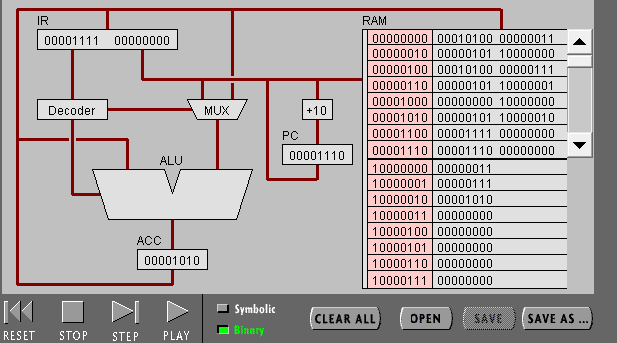 IR
00001111 00000000
Decoder
MUX
+10
PC
00001110
ALU
ACC
00001010
RAM
00000000 00010100 00000011
00000010 00000101 10000000
00000100 00010100 00000111
00000110 00000101 10000001
00001000 00000000 10000000
00001010 00000101 10000010
00001100 00001111 00000000
00001110 00001110 00000000
10000000 00000011
10000001 00000111
10000010 00001010
10000011 00000000
10000100 00000000
10000101 00000000
10000110 00000000
10000111 00000000
RESET
STOP
STEP
PLAY
Symbolic
Binary
CLEAR ALL
OPEN
SAVE
SAVE AS ...